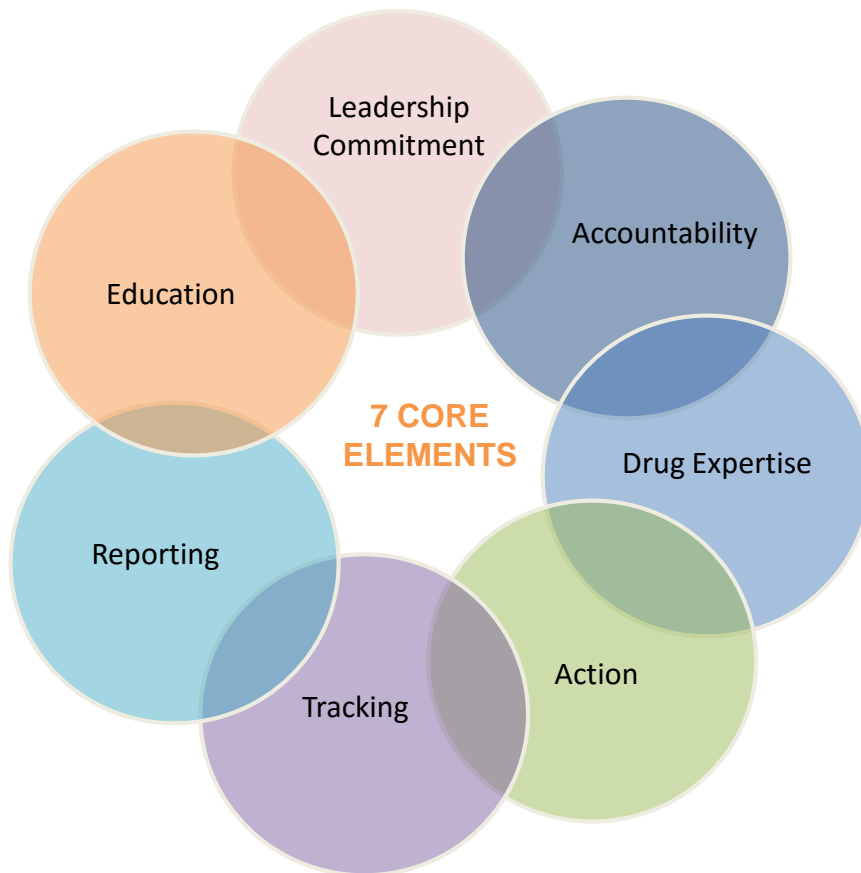 Leadership
Commitment
Accountability
Education
7 CORE
ELEMENTS
Drug Expertise
Reporting
Action
Tracking